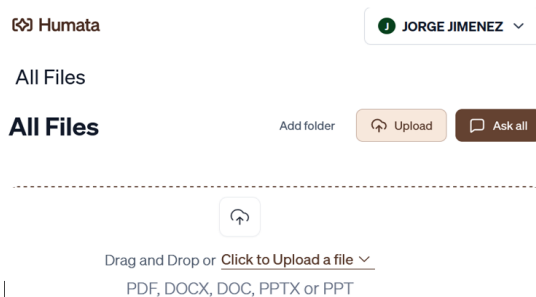 Humata
J JORGE JIMENEZ
All Files
All Files
Add folder Upload Ask all
Drag and Drop or Click to Upload a file
PDF, DOCX, DOC, PPTX or PPT